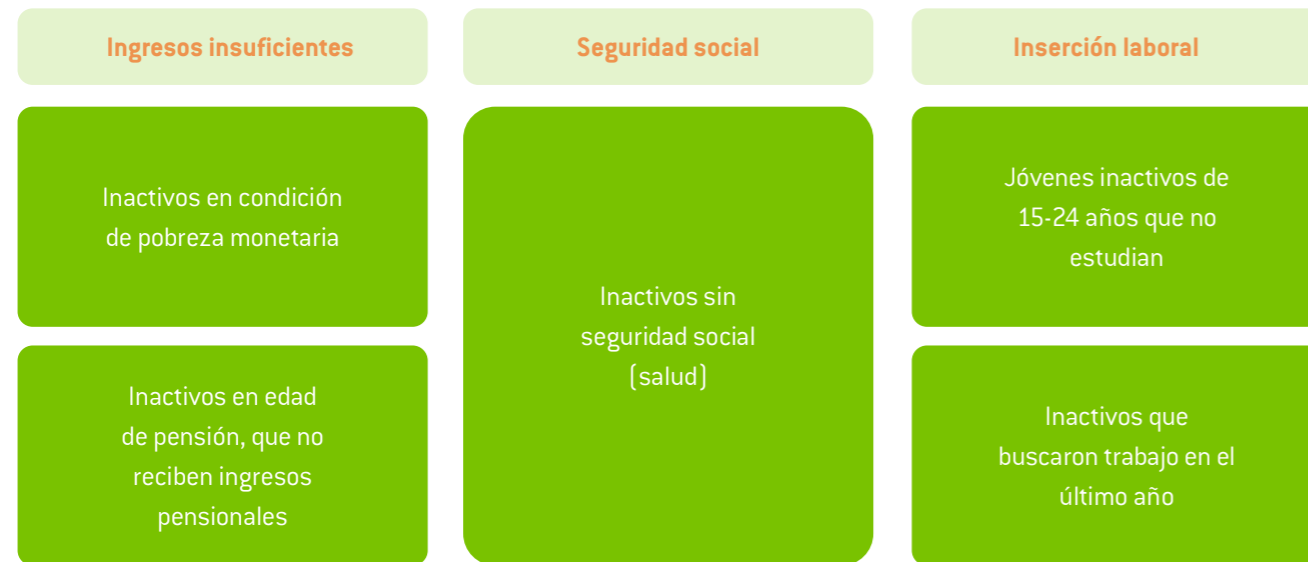 Ingresos insuficientes
Seguridad social
Inserción laboral
Inactivos en condición
de pobreza monetaria
Inactivos en edad
de pensión, que no
reciben ingresos
pensionales
Inactivos sin
seguridad social
(salud)
Jóvenes inactivos de
15-24 años que no
estudian
Inactivos que
buscaron trabajo en el
último año